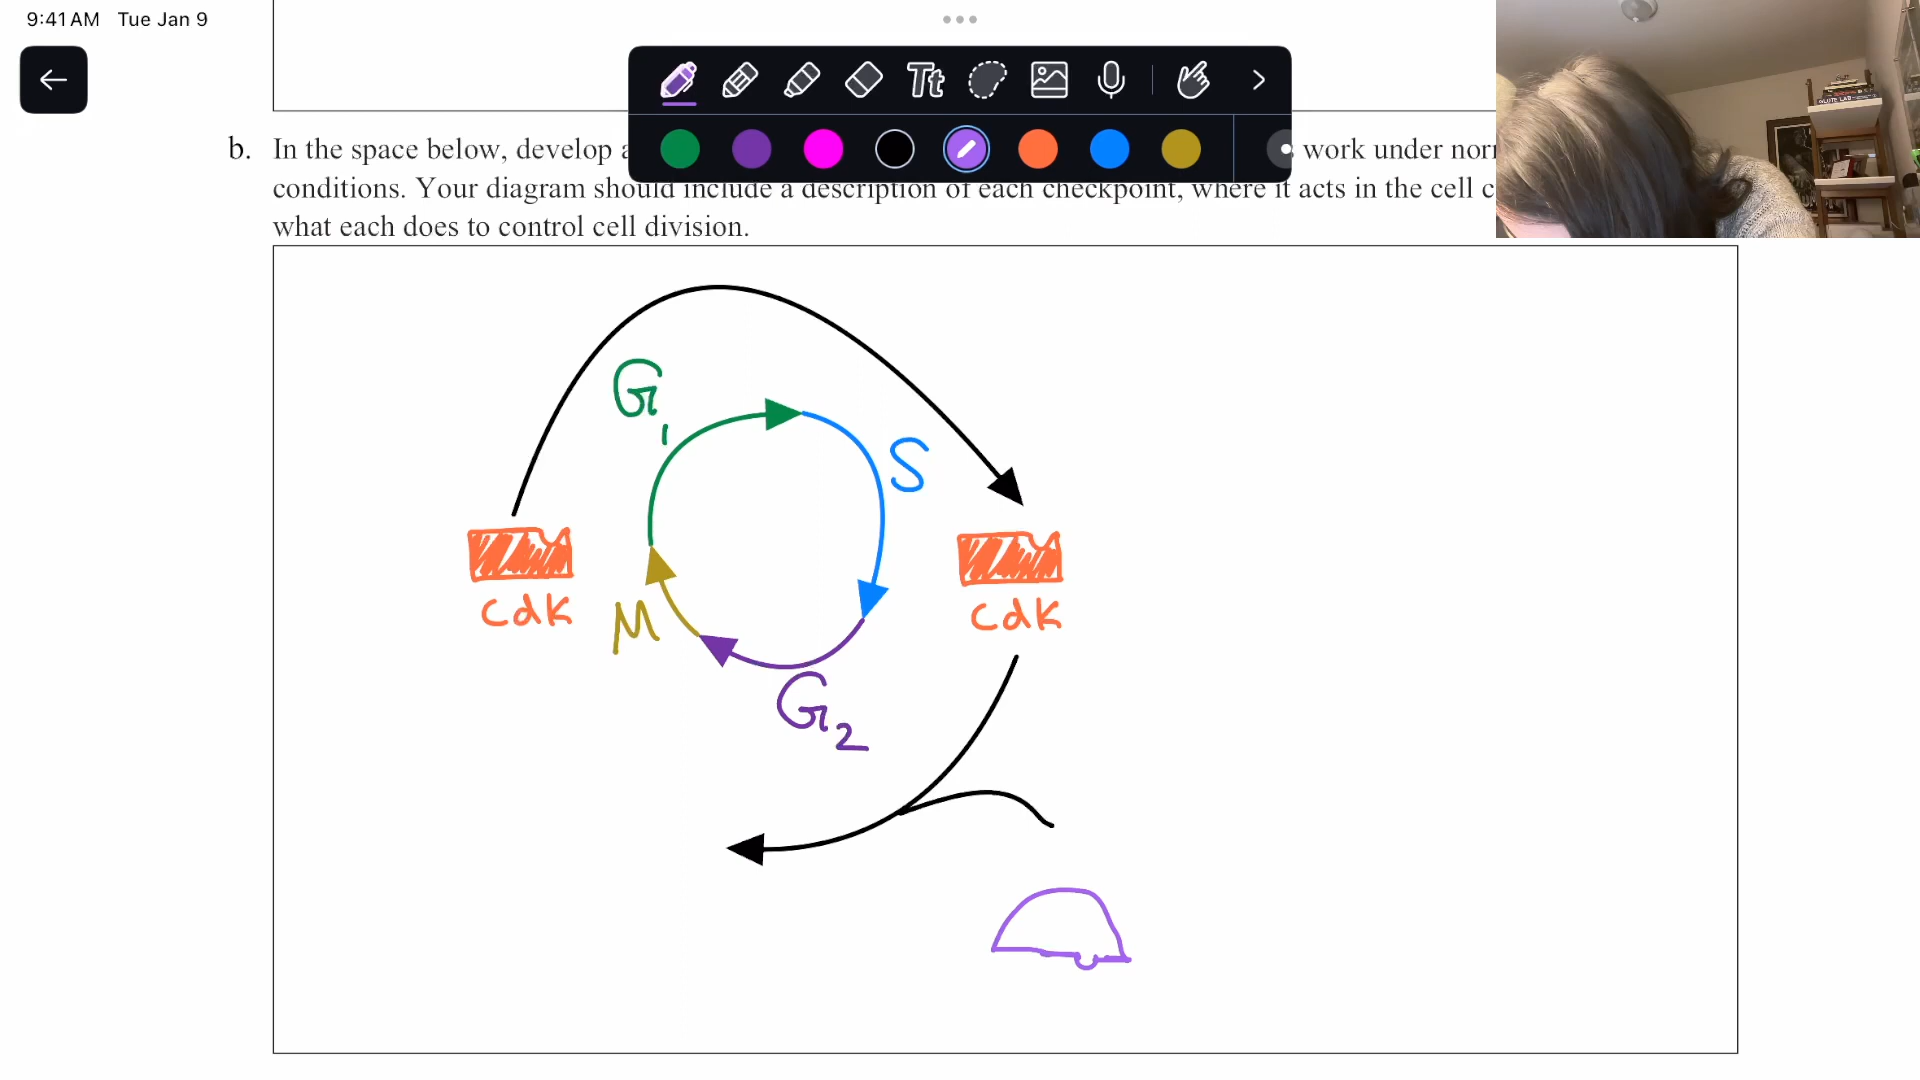 9:41 AM Tue Jan 9
Tt
b. In the space below, develop a work under nor
conditions. Your diagram should include a description of each checkpoint, where it acts in the cell c
what each does to control cell division.
G1
S
cdk
cdk
M
G2